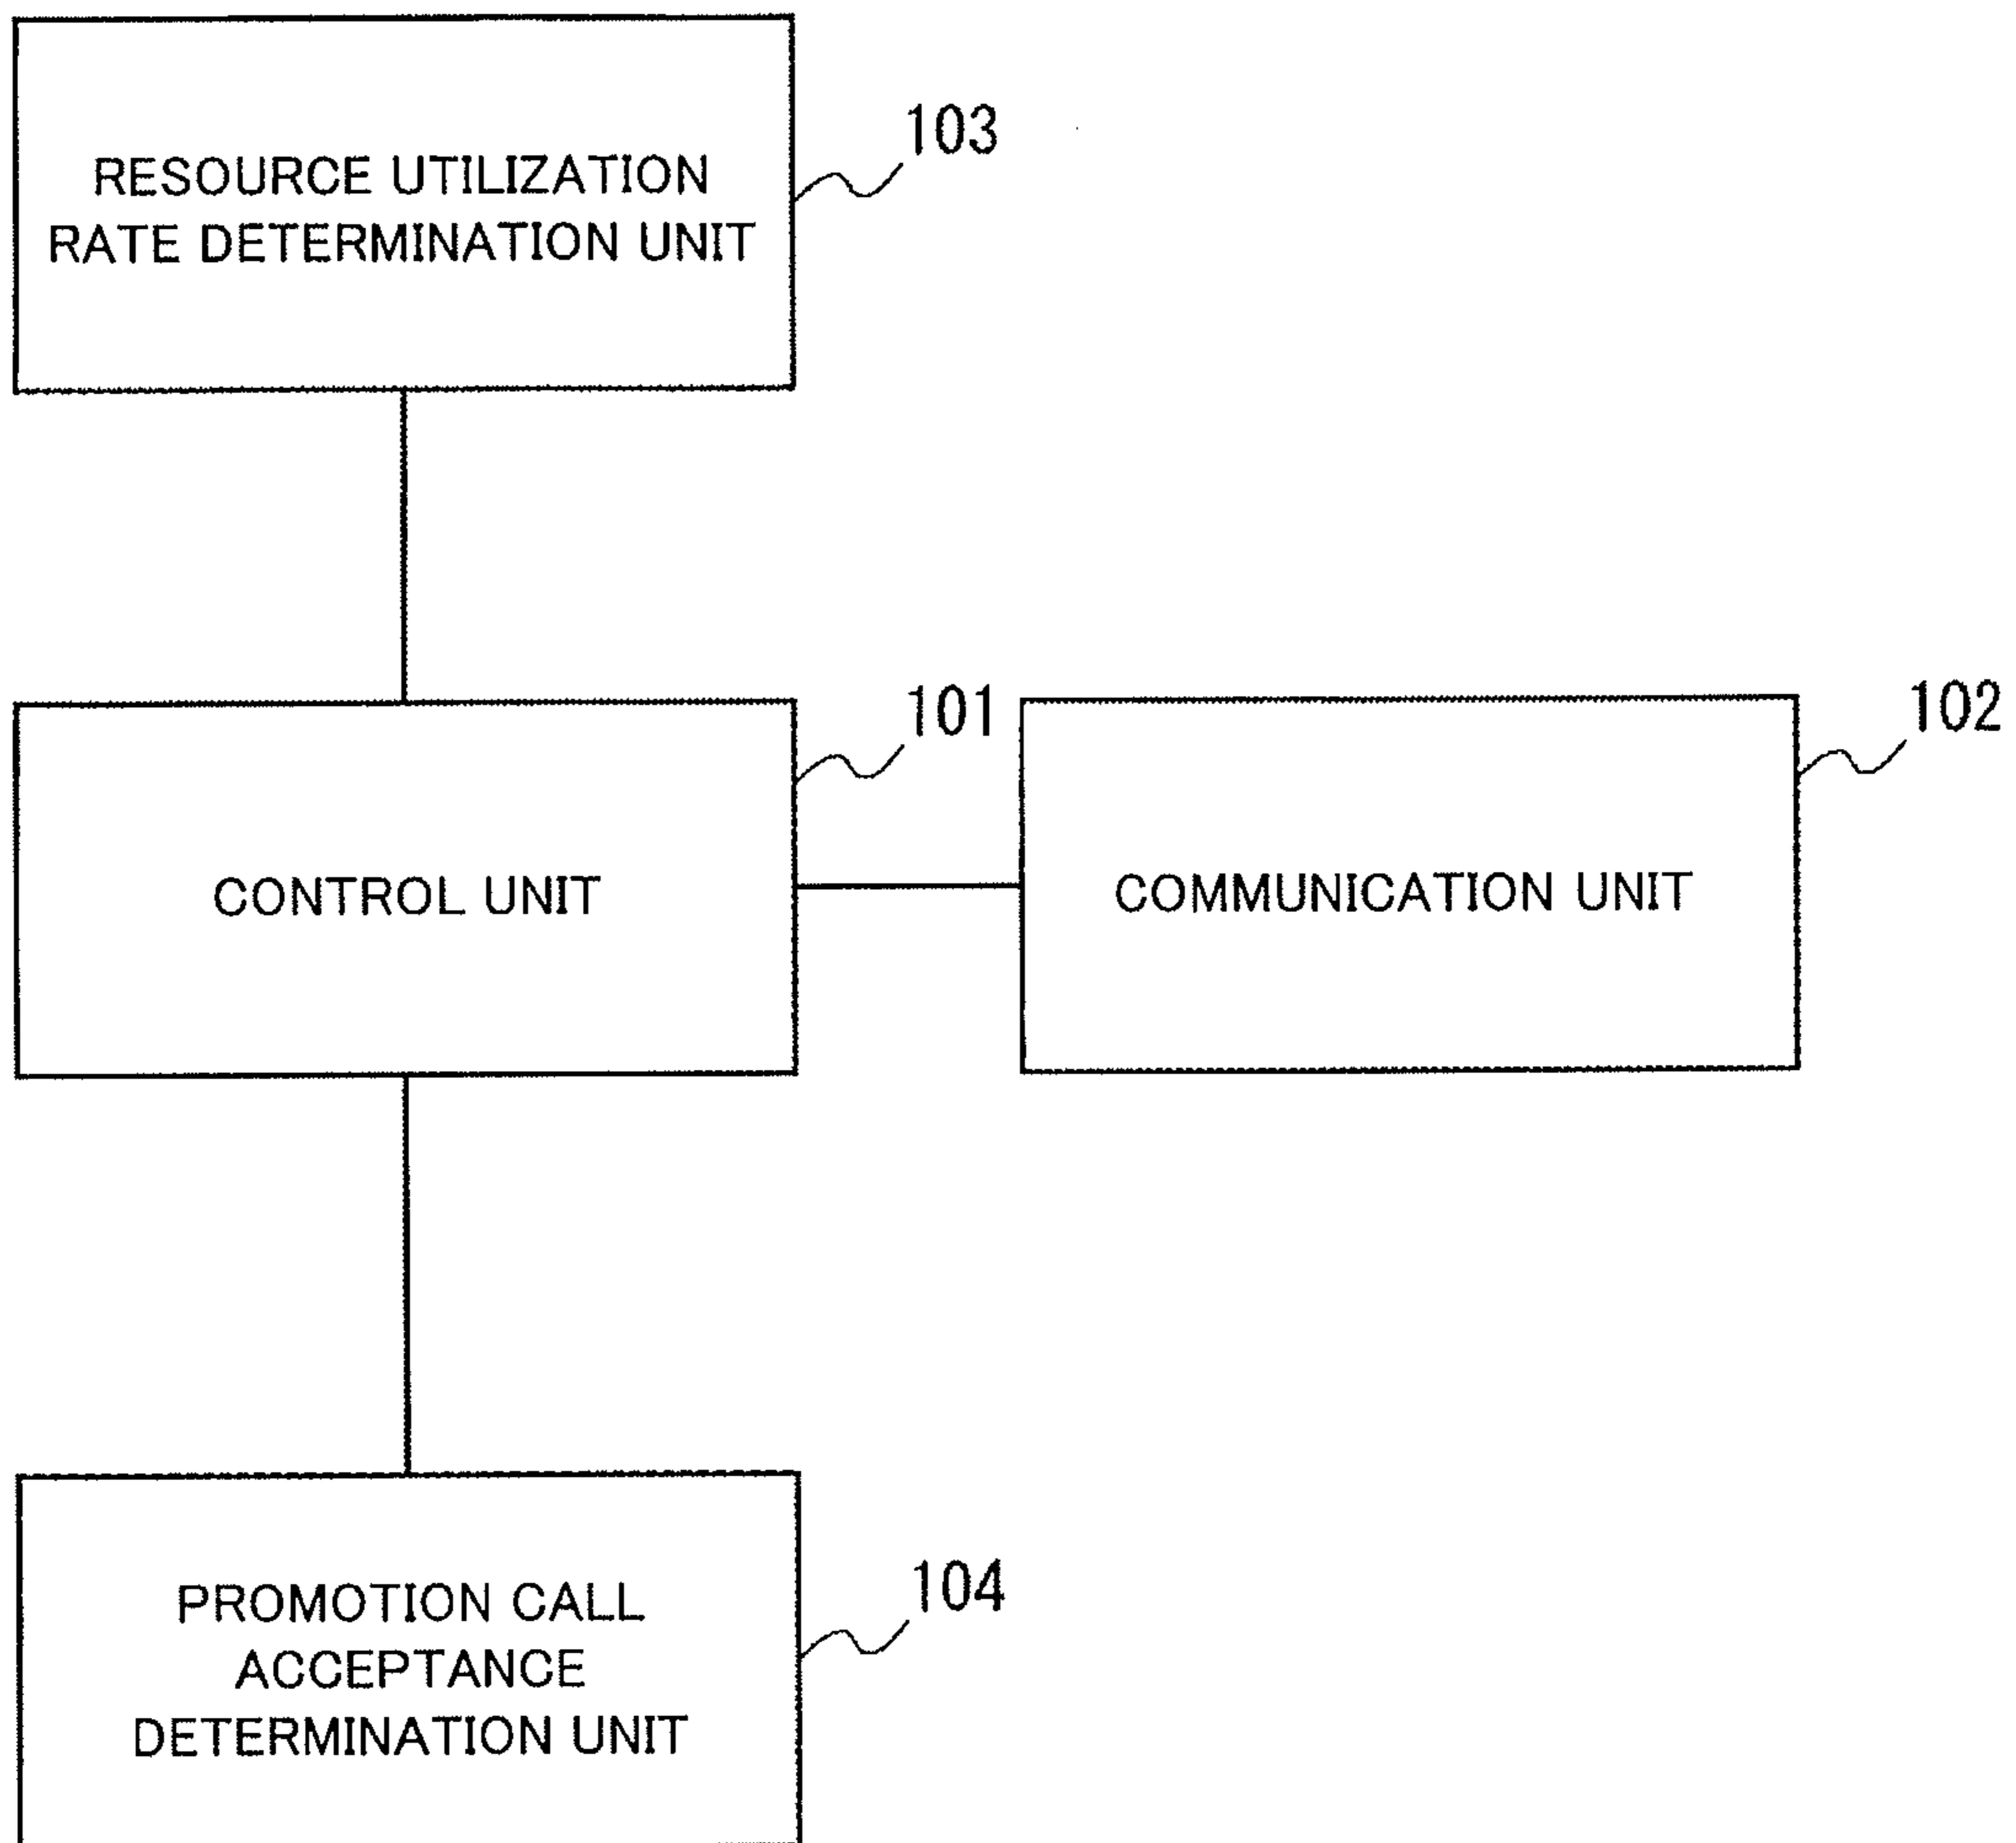 103
RESOURCE UTILIZATION
RATE DETERMINATION UNIT
101
102
CONTROL UNIT
COMMUNICATION UNIT
104
PROMOTION CALL
ACCEPTANCE
DETERMINATION UNIT